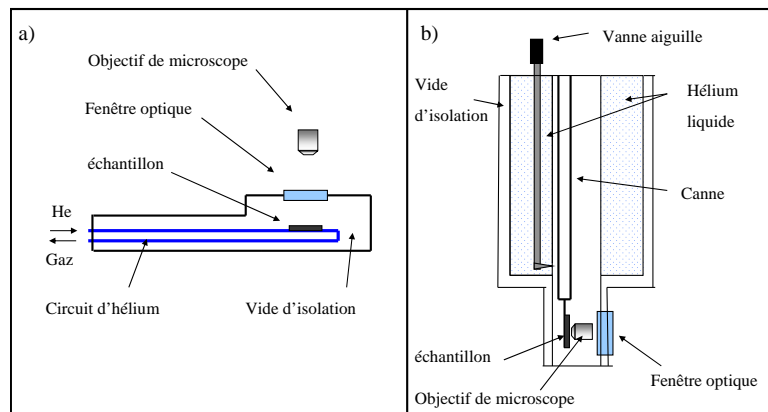 a)
Objectif de microscope
Fenêtre optique
échantillon
He
Gaz
Circuit d'hélium
Vide d'isolation
b)
Vanne aiguille
Vide
d'isolation
Hélium
liquide
Canne
échantillon
Objectif de microscope
Fenêtre optique